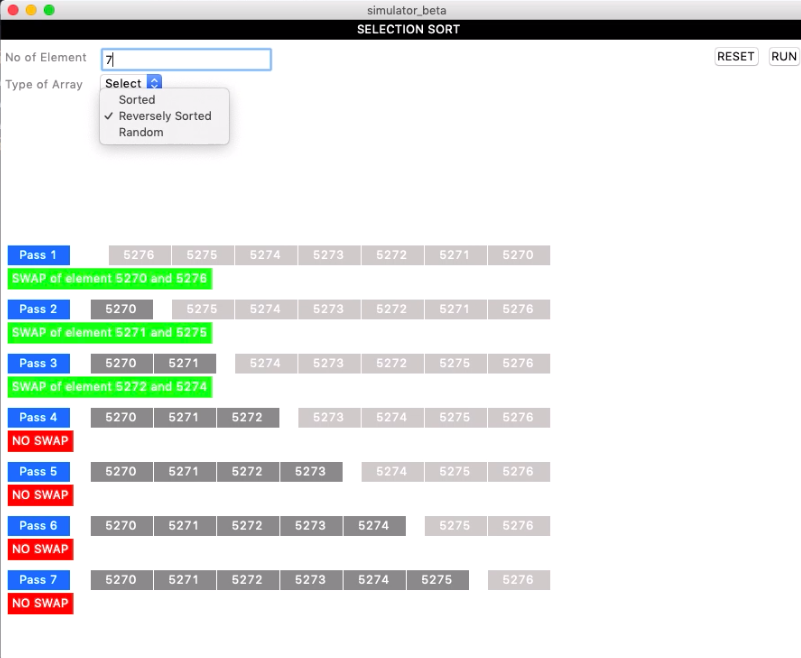 simulator_beta
SELECTION SORT
No of Element 7 RESET RUN
Type of Array Select
Sorted
✓ Reversely Sorted
Random
Pass 1 5276 5275 5274 5273 5272 5271 5270
SWAP of element 5270 and 5276
Pass 2 5270 5275 5274 5273 5272 5271 5276
SWAP of element 5271 and 5275
Pass 3 5270 5271 5274 5273 5272 5275 5276
SWAP of element 5272 and 5274
Pass 4 5270 5271 5272 5273 5274 5275 5276
NO SWAP
Pass 5 5270 5271 5272 5273 5274 5275 5276
NO SWAP
Pass 6 5270 5271 5272 5273 5274 5275 5276
NO SWAP
Pass 7 5270 5271 5272 5273 5274 5275 5276
NO SWAP